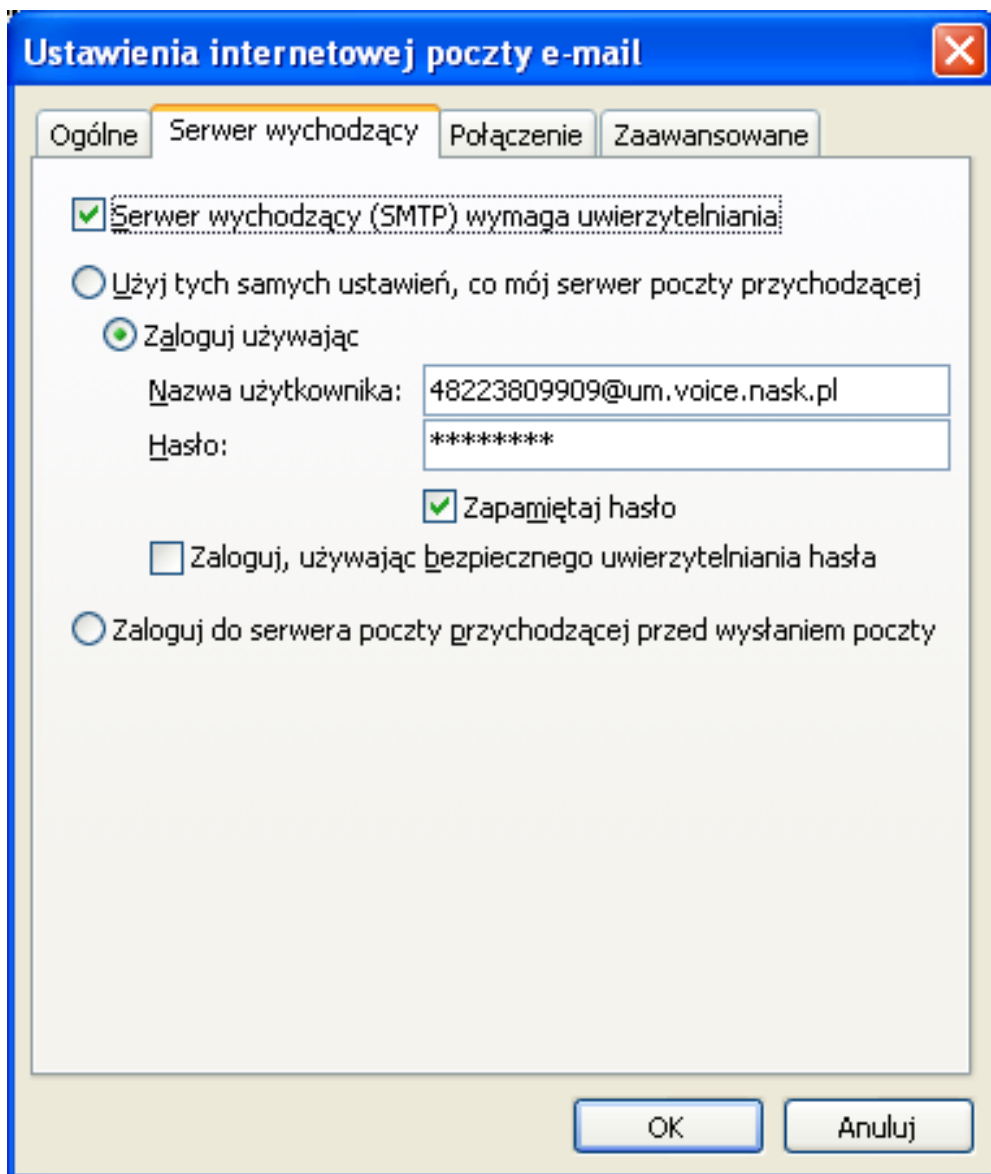 Ustawienia internetowej poczty e-mail
Ogólne Serwer wychodzący Połączenie Zaawansowane
Serwer wychodzący (SMTP) wymaga uwierzytelniania
Użyj tych samych ustawień, co mój serwer poczty przychodzącej
Zaloguj używając
Nazwa użytkownika: 48223809909@um.voice.nask.pl
Hasło: ********
Zapamiętaj hasło
Zaloguj, używając bezpiecznego uwierzytelniania hasła
Zaloguj do serwera poczty przychodzącej przed wysłaniem poczty
OK Anuluj